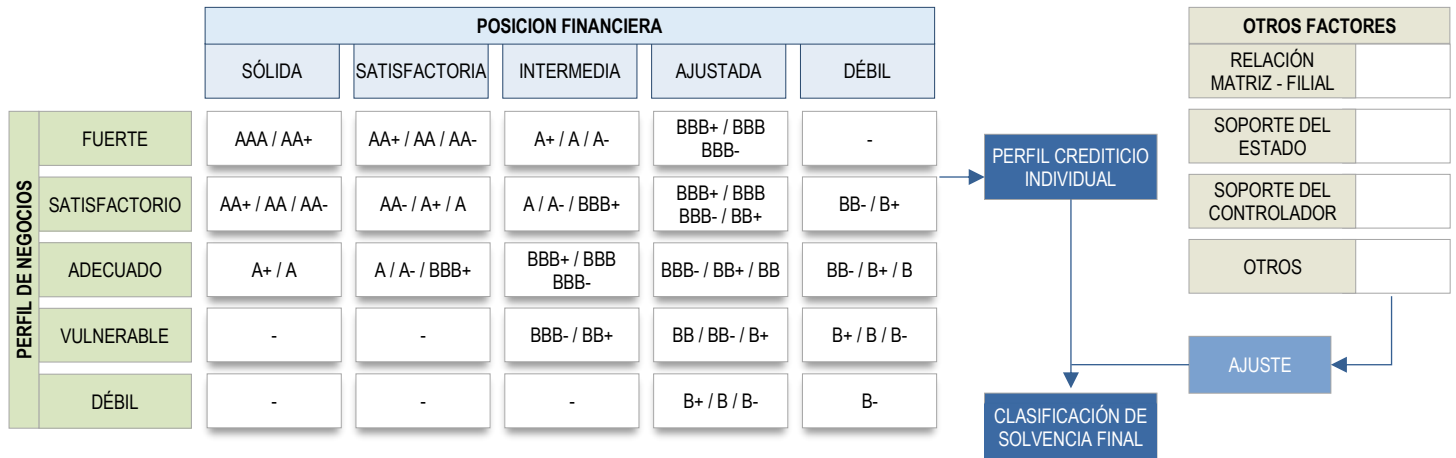 POSICION FINANCIERA
SÓLIDA
SATISFACTORIA
INTERMEDIA
AJUSTADA
DÉBIL
PERFIL DE NEGOCIOS
FUERTE
AAA / AA+
AA+ / AA / AA-
A+ / A / A-
BBB+ / BBB
BBB-
-
SATISFACTORIO
AA+ / AA / AA-
AA- / A+ / A
A / A- / BBB+
BBB+ / BBB
BBB- / BB+
BB- / B+
ADECUADO
A+ / A
A / A- / BBB+
BBB+ / BBB
BBB-
BBB- / BB+ / BB
BB- / B+ / B
VULNERABLE
-
-
BBB- / BB+
BB / BB- / B+
B+ / B / B-
DÉBIL
-
-
-
B+ / B / B-
B-
PERFIL CREDITICIO
INDIVIDUAL
CLASIFICACIÓN DE
SOLVENCIA FINAL
OTROS FACTORES
RELACIÓN
MATRIZ - FILIAL
SOPORTE DEL
ESTADO
SOPORTE DEL
CONTROLADOR
OTROS
AJUSTE